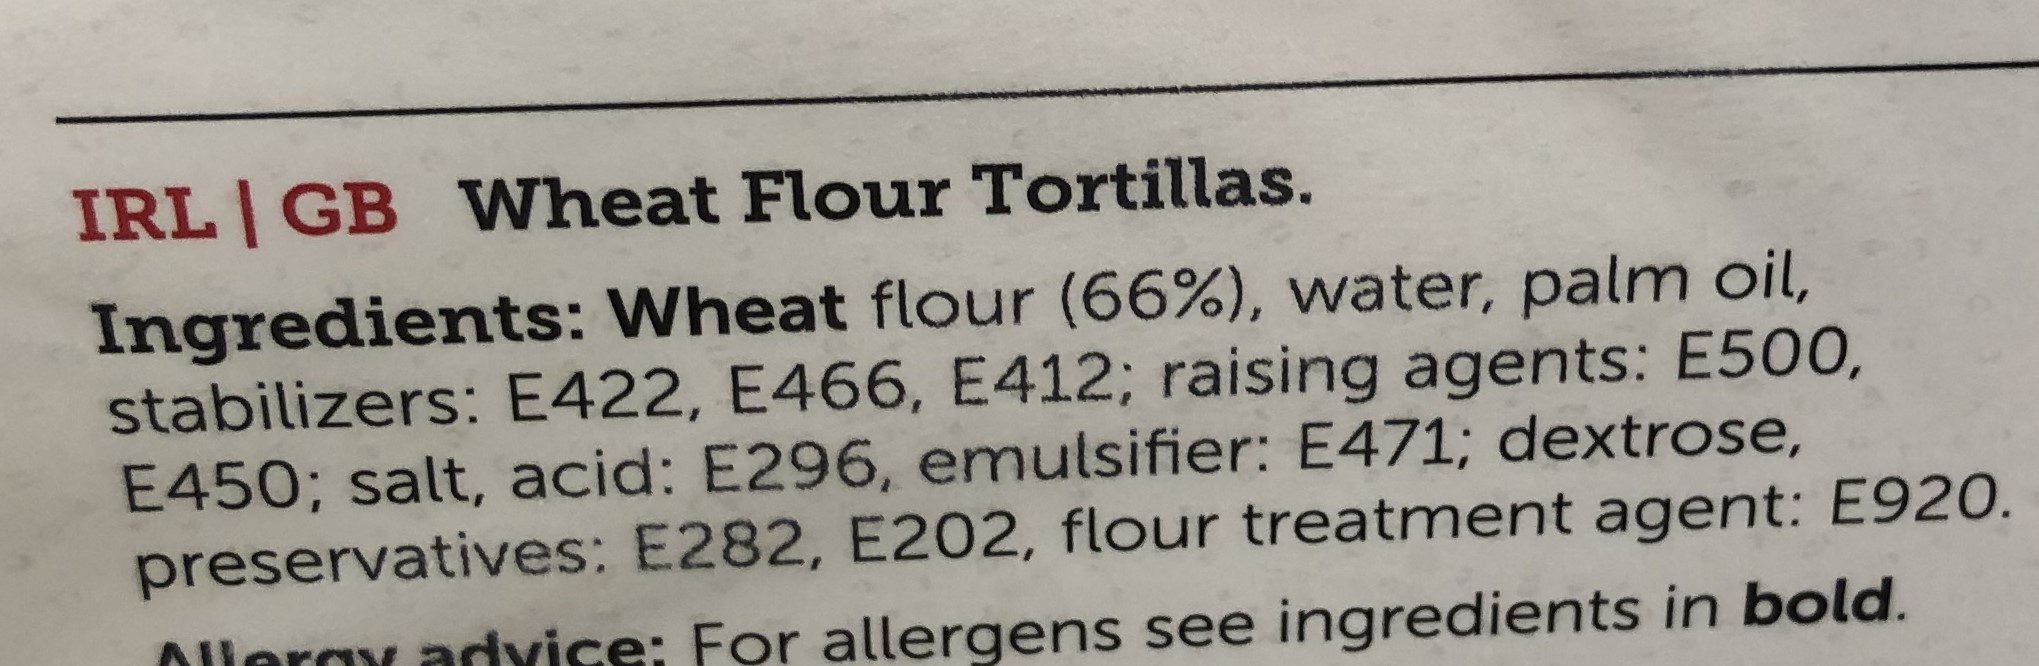 IRL | GB Wheat Flour Tortillas.
Ingredients: Wheat flour (66%), water, palm oil,
stabilizers: E422, E466, E412; raising agents: E500,
E450; salt, acid: E296, emulsifier: E471; dextrose,
preservatives: E282, E202, flour treatment agent: E920.
Allergy advice: For allergens see ingredients in bold.